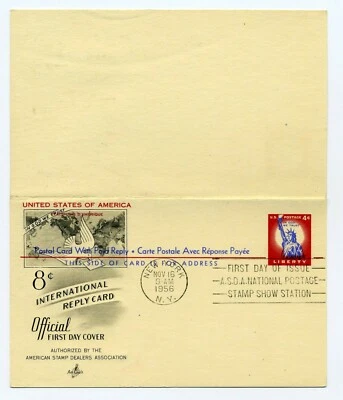 UNITED STATES OF AMERICA
Postal Card With Paid Reply • Carte Postale Avec Réponse Payée
THIS SIDE OF CARD IS FOR ADDRESS
U.S. POSTAGE 4¢
LIBERTY
8¢
INTERNATIONAL
REPLY CARD
Official
FIRST DAY COVER
AUTHORIZED BY THE
AMERICAN STAMP DEALERS ASSOCIATION
ArtCraft
NEW YORK
NOV 16
9-AM
1956
N.Y.
FIRST DAY OF ISSUE
A.S.D.A-NATIONAL POSTAGE
STAMP SHOW STATION